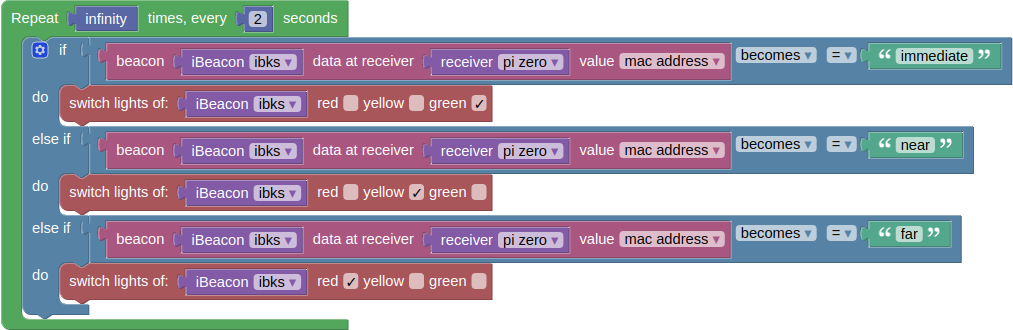 Repeat infinity times, every 2 seconds
if beacon iBeacon ibks ▾ data at receiver receiver pi zero ▾ value mac address ▾ becomes ▾ = ▾ “ immediate ”
do switch lights of: iBeacon ibks ▾ red yellow green ✓
else if beacon iBeacon ibks ▾ data at receiver receiver pi zero ▾ value mac address ▾ becomes ▾ = ▾ “ near ”
do switch lights of: iBeacon ibks ▾ red yellow ✓ green
else if beacon iBeacon ibks ▾ data at receiver receiver pi zero ▾ value mac address ▾ becomes ▾ = ▾ “ far ”
do switch lights of: iBeacon ibks ▾ red ✓ yellow green